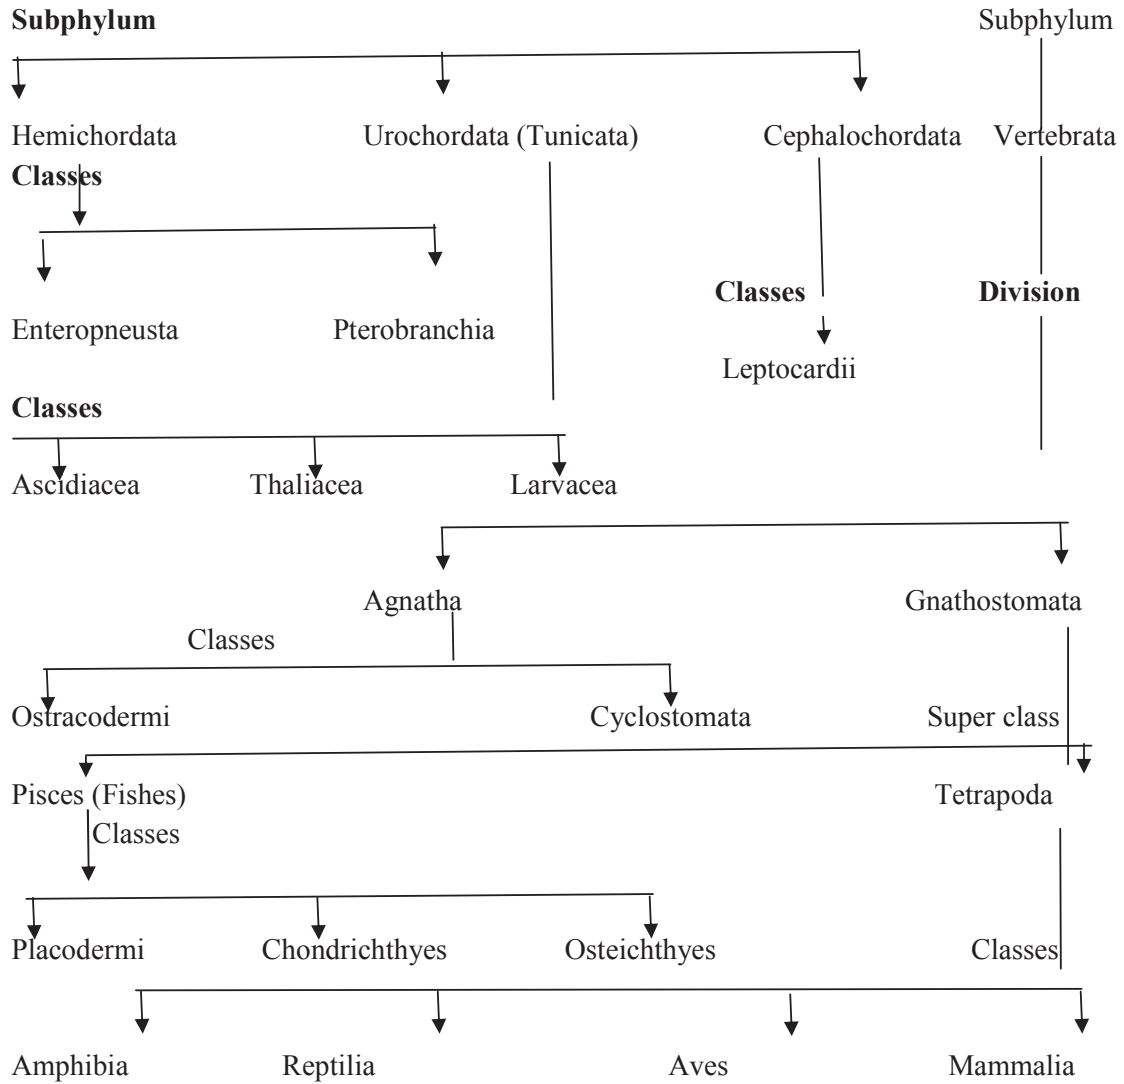 Subphylum Subphylum
Hemichordata Urochordata (Tunicata) Cephalochordata Vertebrata
Classes
Classes Division
Enteropneusta Pterobranchia
Leptocardii
Classes
Ascidiacea Thaliacea Larvacea
Agnatha Gnathostomata
Classes
Ostracodermi Cyclostomata Super class
Pisces (Fishes) Tetrapoda
Classes
Placodermi Chondrichthyes Osteichthyes Classes
Amphibia Reptilia Aves Mammalia